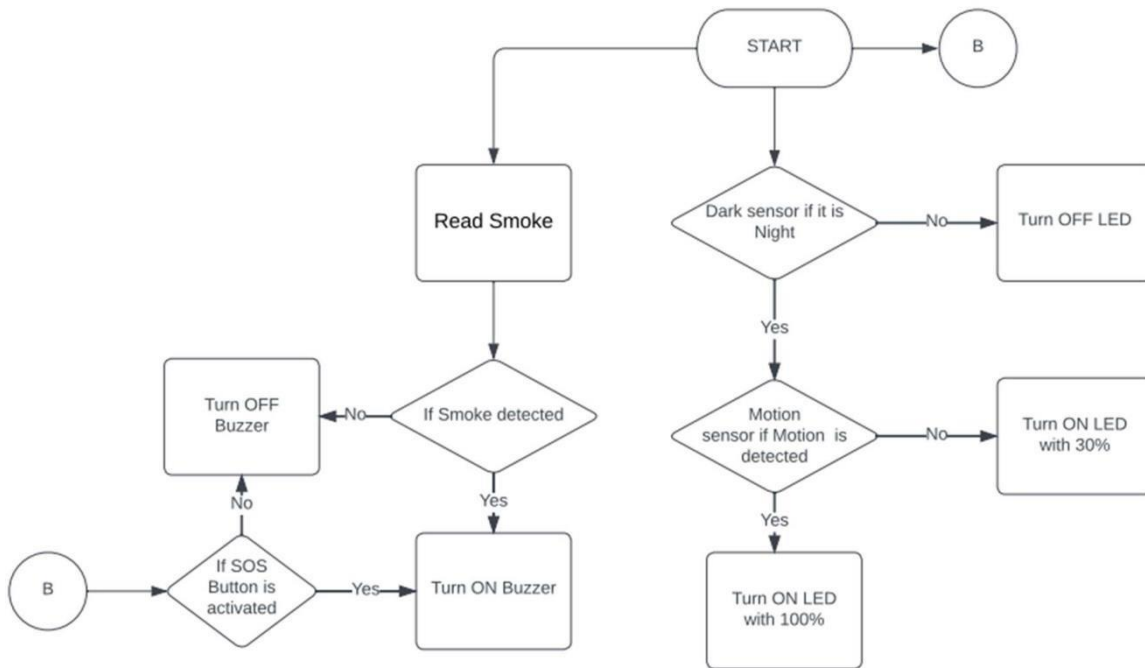 START
B
Read Smoke
Dark sensor if it is
Night
No
Turn OFF LED
Yes
Turn OFF
Buzzer
No
If Smoke detected
Motion
sensor if Motion is
detected
No
Turn ON LED
with 30%
No
Yes
Yes
B
If SOS
Button is
activated
Yes
Turn ON Buzzer
Turn ON LED
with 100%